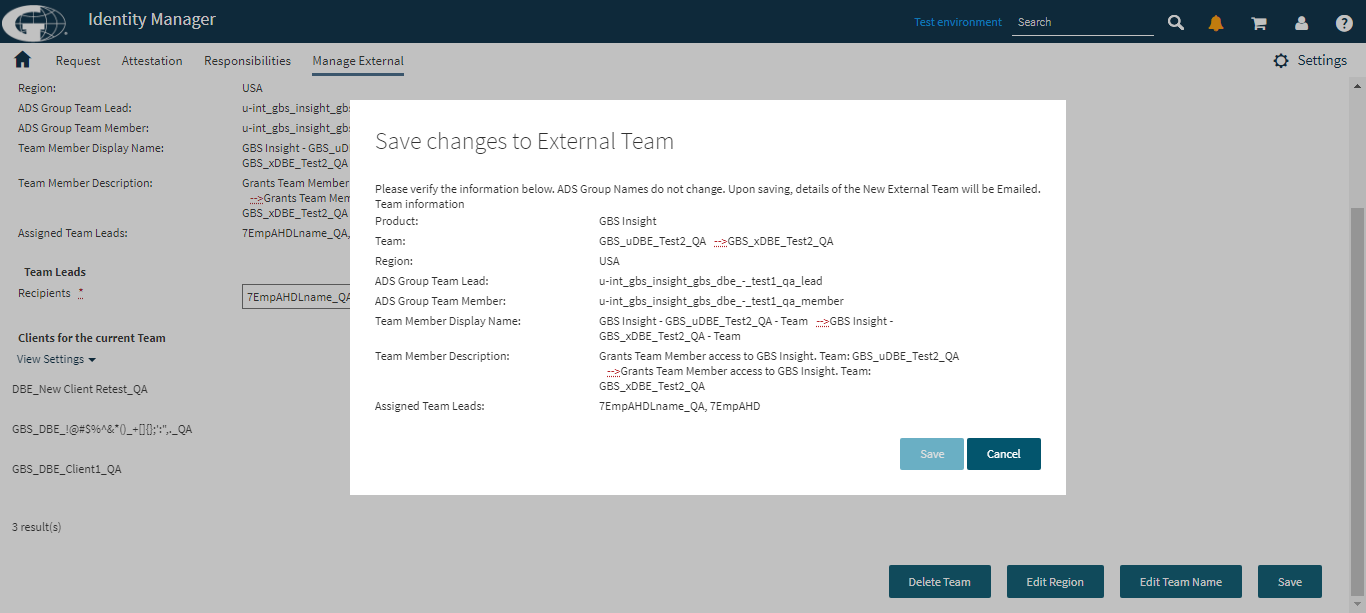 Identity Manager
Test environment
Search
Request
Attestation
Responsibilities
Manage External
Settings
Region: USA
ADS Group Team Lead: u-int_gbs_insight_gb
ADS Group Team Member: u-int_gbs_insight_gb
Team Member Display Name: GBS Insight - GBS_uD
GBS_xDBE_Test2_QA
Team Member Description: Grants Team Member
-->Grants Team Mem
GBS_xDBE_Test2_QA
Assigned Team Leads: 7EmpAHDLname_QA,
Team Leads
Recipients *
7EmpAHDLname_QA
Clients for the current Team
View Settings
DBE_New Client Retest_QA
GBS_DBE_!@#$%^&*()_+[]{};':",._QA
GBS_DBE_Client1_QA
3 result(s)
Save changes to External Team
Please verify the information below. ADS Group Names do not change. Upon saving, details of the New External Team will be Emailed.
Team information
Product: GBS Insight
Team: GBS_uDBE_Test2_QA -->GBS_xDBE_Test2_QA
Region: USA
ADS Group Team Lead: u-int_gbs_insight_gbs_dbe_-_test1_qa_lead
ADS Group Team Member: u-int_gbs_insight_gbs_dbe_-_test1_qa_member
Team Member Display Name: GBS Insight - GBS_uDBE_Test2_QA - Team -->GBS Insight -
GBS_xDBE_Test2_QA - Team
Team Member Description: Grants Team Member access to GBS Insight. Team: GBS_uDBE_Test2_QA
-->Grants Team Member access to GBS Insight. Team:
GBS_xDBE_Test2_QA
Assigned Team Leads: 7EmpAHDLname_QA, 7EmpAHD
Save
Cancel
Delete Team
Edit Region
Edit Team Name
Save